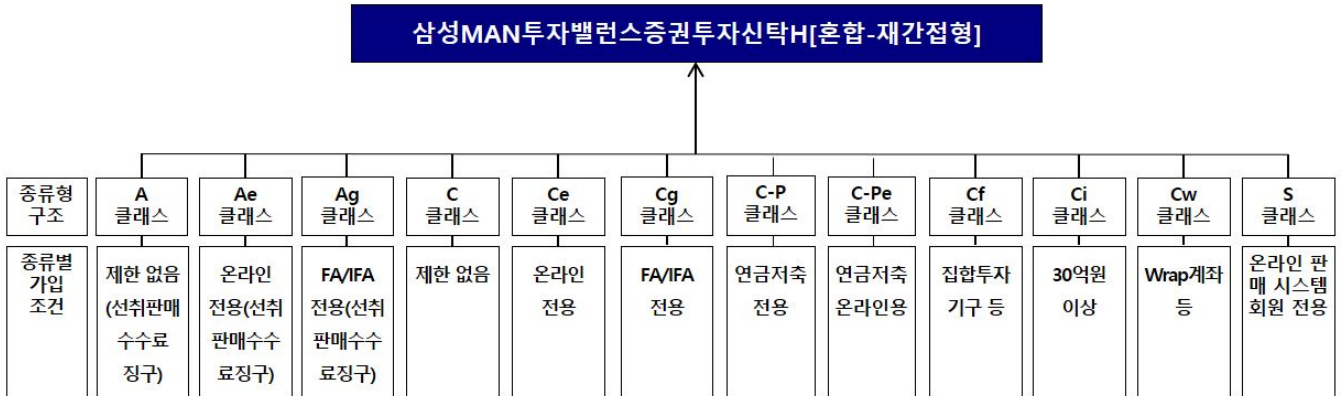 삼성MAN투자밸런스증권투자신탁H[혼합-재간접형]
종류형
구조
A
클래스
Ae
클래스
Ag
클래스
C
클래스
Ce
클래스
Cg
클래스
C-P
클래스
C-Pe
클래스
Cf
클래스
Ci
클래스
Cw
클래스
S
클래스
종류별
가입
조건
제한 없음
(선취판매
수수료
징구)
온라인
전용(선취
판매수수
료징구)
FA/IFA
전용(선취
판매수수
료징구)
제한 없음
온라인
전용
FA/IFA
전용
연금저축
전용
연금저축
온라인용
집합투자
기구 등
30억원
이상
Wrap계좌
등
온라인 판
매 시스템
회원 전용